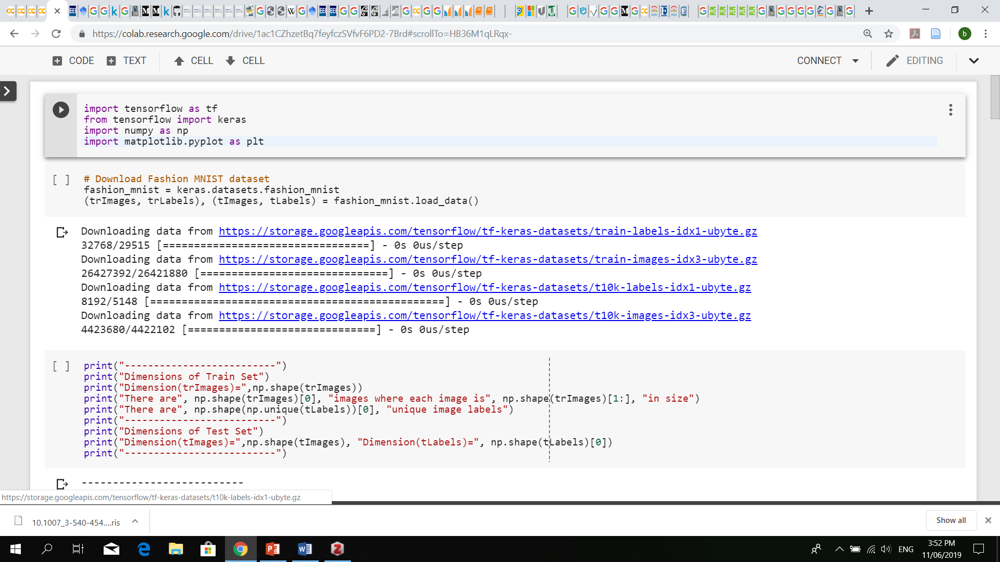 https://colab.research.google.com/drive/1ac1CZhzetBq7feyfczSVfvF6PD2-7Brd#scrollTo=HB36M1qLRqx-
b
CODE TEXT CELL CELL CONNECT EDITING
import tensorflow as tf
from tensorflow import keras
import numpy as np
import matplotlib.pyplot as plt
[ ] # Download Fashion MNIST dataset
fashion_mnist = keras.datasets.fashion_mnist
(trImages, trLabels), (tImages, tLabels) = fashion_mnist.load_data()
Downloading data from https://storage.googleapis.com/tensorflow/tf-keras-datasets/train-labels-idx1-ubyte.gz
32768/29515 [=================================] - 0s 0us/step
Downloading data from https://storage.googleapis.com/tensorflow/tf-keras-datasets/train-images-idx3-ubyte.gz
26427392/26421880 [==============================] - 0s 0us/step
Downloading data from https://storage.googleapis.com/tensorflow/tf-keras-datasets/t10k-labels-idx1-ubyte.gz
8192/5148 [===============================================] - 0s 0us/step
Downloading data from https://storage.googleapis.com/tensorflow/tf-keras-datasets/t10k-images-idx3-ubyte.gz
4423680/4422102 [==============================] - 0s 0us/step
[ ] print("--------------------------")
print("Dimensions of Train Set")
print("Dimension(trImages)=",np.shape(trImages))
print("There are", np.shape(trImages)[0], "images where each image is", np.shape(trImages)[1:], "in size")
print("There are", np.shape(np.unique(tLabels))[0], "unique image labels")
print("--------------------------")
print("Dimensions of Test Set")
print("Dimension(tImages)=",np.shape(tImages), "Dimension(tLabels)=", np.shape(tLabels)[0])
print("--------------------------")
--------------------------
https://storage.googleapis.com/tensorflow/tf-keras-datasets/t10k-labels-idx1-ubyte.gz
10.1007_3-540-454....ris
Show all
ENG
3:52 PM
11/06/2019